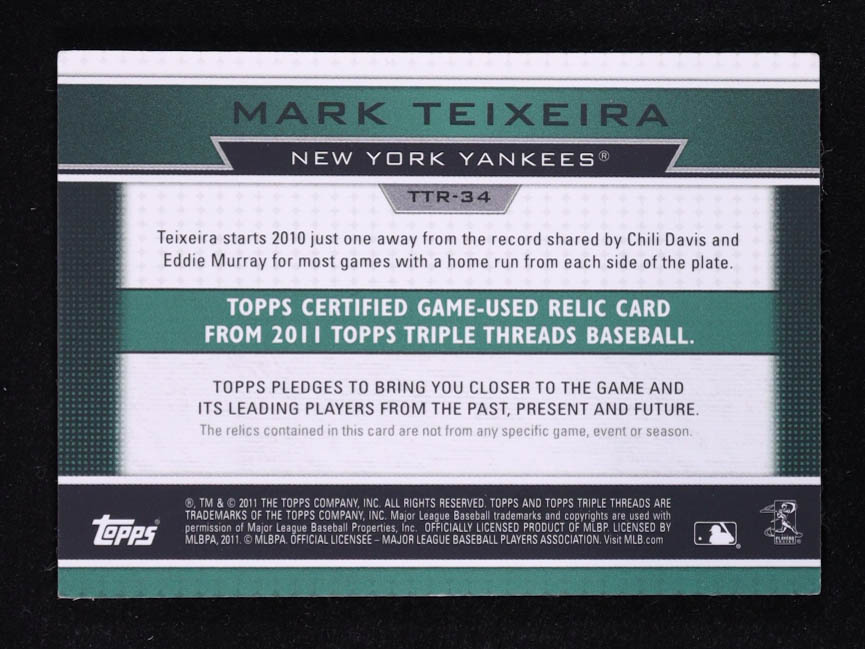 MARK TEIXEIRA
NEW YORK YANKEES®
TTR-34
Teixeira starts 2010 just one away from the record shared by Chili Davis and
Eddie Murray for most games with a home run from each side of the plate.
TOPPS CERTIFIED GAME-USED RELIC CARD
FROM 2011 TOPPS TRIPLE THREADS BASEBALL.
TOPPS PLEDGES TO BRING YOU CLOSER TO THE GAME AND
ITS LEADING PLAYERS FROM THE PAST, PRESENT AND FUTURE.
The relics contained in this card are not from any specific game, event or season.
®, TM & © 2011 THE TOPPS COMPANY, INC. ALL RIGHTS RESERVED. TOPPS AND TOPPS TRIPLE THREADS ARE
TRADEMARKS OF THE TOPPS COMPANY, INC. Major League Baseball trademarks and copyrights are used with
permission of Major League Baseball Properties, Inc. OFFICIALLY LICENSED PRODUCT OF MLBP. LICENSED BY
MLBPA, 2011. © MLBPA. OFFICIAL LICENSEE – MAJOR LEAGUE BASEBALL PLAYERS ASSOCIATION. Visit MLB.com
topps®